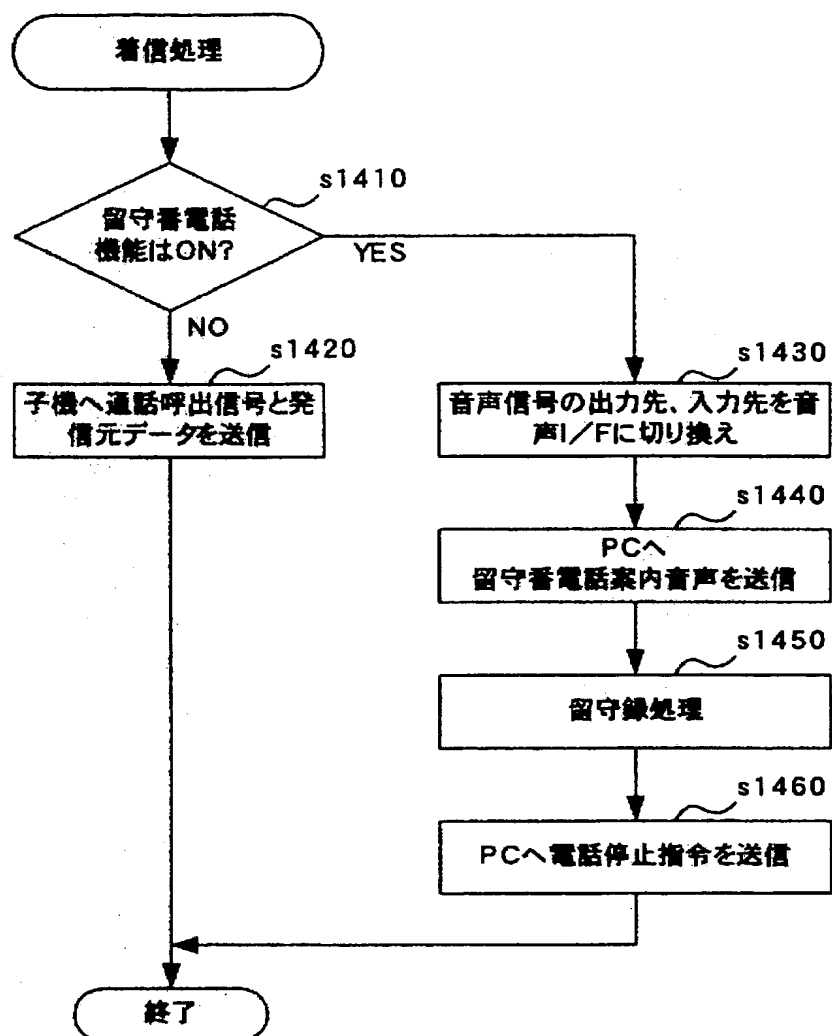 着信処理
s1410
留守番電話
機能はON?
YES
NO
s1420
子機へ通話呼出信号と発
信元データを送信
s1430
音声信号の出力先、入力先を音
声I/Fに切り換え
s1440
PCへ
留守番電話案内音声を送信
s1450
留守録処理
s1460
PCへ電話停止指令を送信
終了